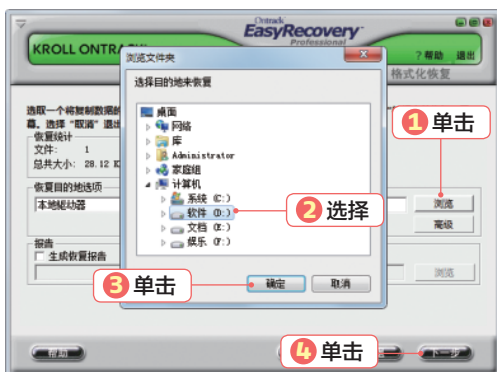 Ontrack
EasyRecovery
Professional
KROLL ONTR
?帮助 退出
格式化恢复
浏览文件夹
选择目的地来恢复
桌面
网络
库
Administrator
家庭组
计算机
系统 (C:)
软件 (D:)
文档 (E:)
娱乐 (F:)
确定 取消
选取一个将复制数据的
幕。选择“取消”退出
恢复统计
文件: 1
总共大小: 28.12 K
恢复目的地选项
本地驱动器
浏览
高级
报告
生成恢复报告
浏览
帮助
下一步
1 单击
2 选择
3 单击
4 单击